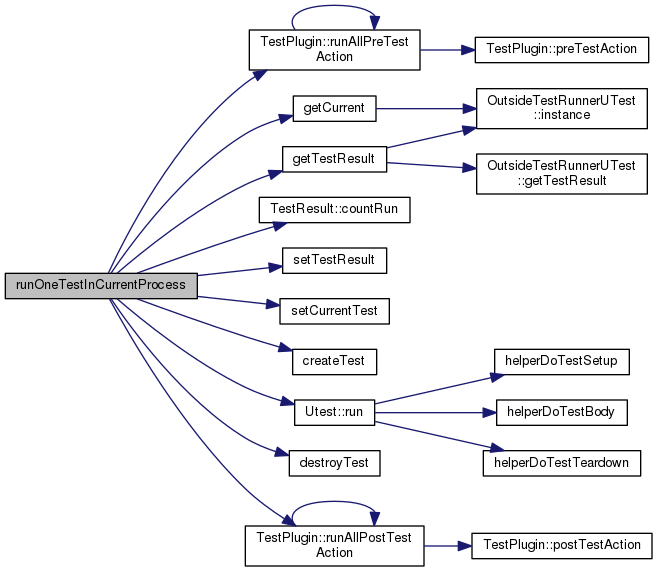 TestPlugin::runAllPreTest
Action
TestPlugin::preTestAction
getCurrent
OutsideTestRunnerUTest
::instance
getTestResult
OutsideTestRunnerUTest
::getTestResult
TestResult::countRun
setTestResult
runOneTestInCurrentProcess
setCurrentTest
createTest
helperDoTestSetup
Utest::run
helperDoTestBody
destroyTest
helperDoTestTeardown
TestPlugin::runAllPostTest
Action
TestPlugin::postTestAction